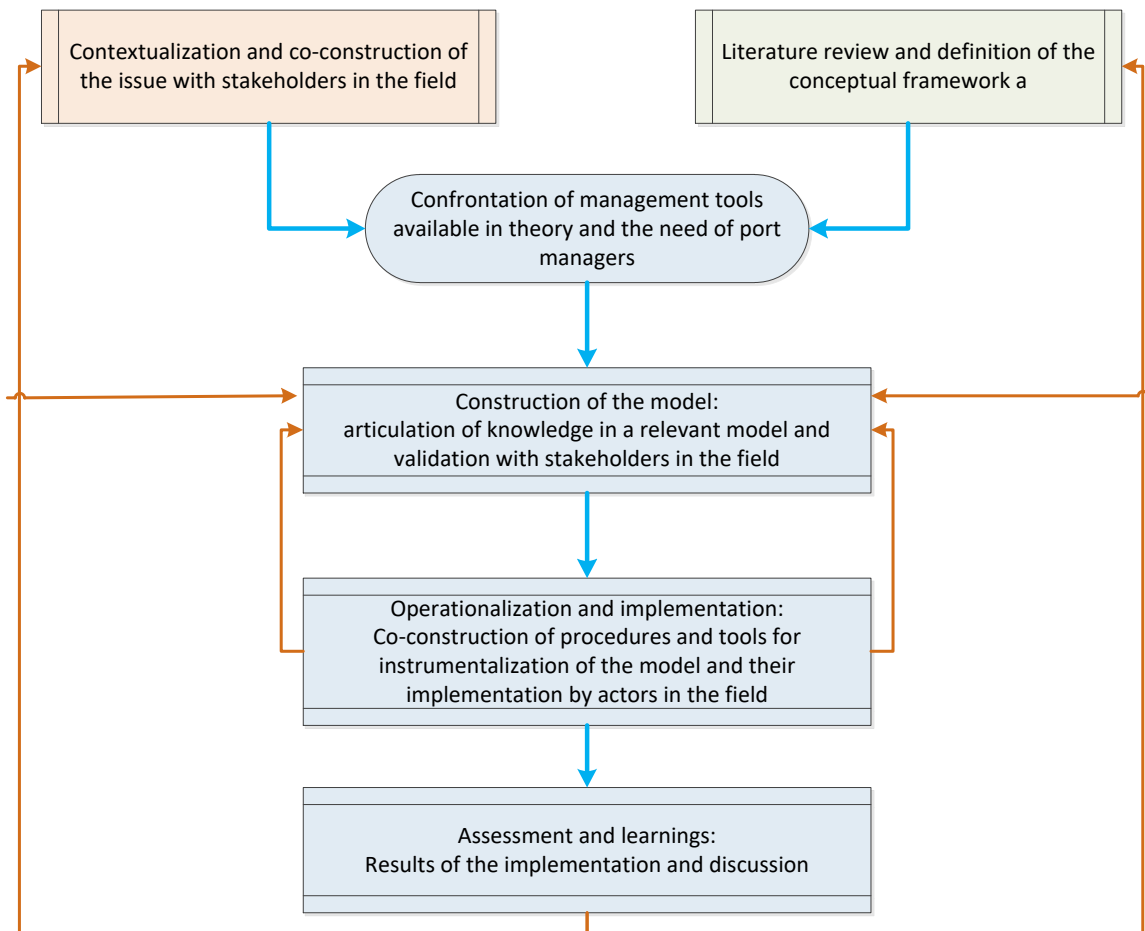 Contextualization and co-construction of
the issue with stakeholders in the field
Literature review and definition of the
conceptual framework a
Confrontation of management tools
available in theory and the need of port
managers
Construction of the model:
articulation of knowledge in a relevant model and
validation with stakeholders in the field
Operationalization and implementation:
Co-construction of procedures and tools for
instrumentalization of the model and their
implementation by actors in the field
Assessment and learnings:
Results of the implementation and discussion